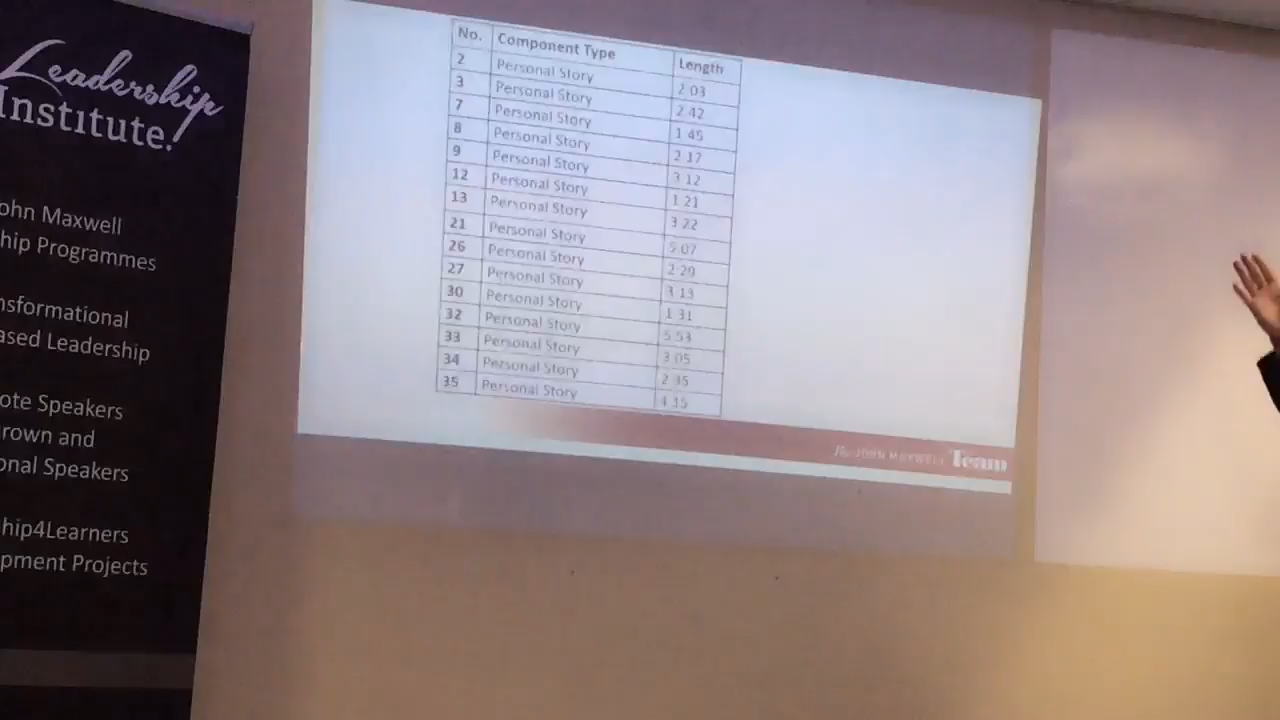 Leadership
Institute.
ohn Maxwell
hip Programmes
nsformational
ased Leadership
ote Speakers
rown and
onal Speakers
hip4Learners
pment Projects
No. Component Type Length
2 Personal Story 2 03
3 Personal Story 2 42
7 Personal Story 1 45
8 Personal Story 2 17
9 Personal Story 3 12
12 Personal Story 1 21
13 Personal Story 3 22
21 Personal Story 5 07
26 Personal Story 2 29
27 Personal Story 3 13
30 Personal Story 1 31
32 Personal Story 5 53
33 Personal Story 3 05
34 Personal Story 2 35
35 Personal Story 4 15
The JOHN MAXWELL Team